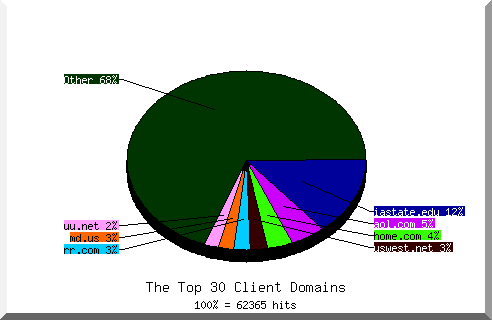 Other 68%
iastate.edu 12%
aol.com 5%
home.com 4%
uswest.net 3%
uu.net 2%
md.us 3%
rr.com 3%
The Top 30 Client Domains
100% = 62365 hits